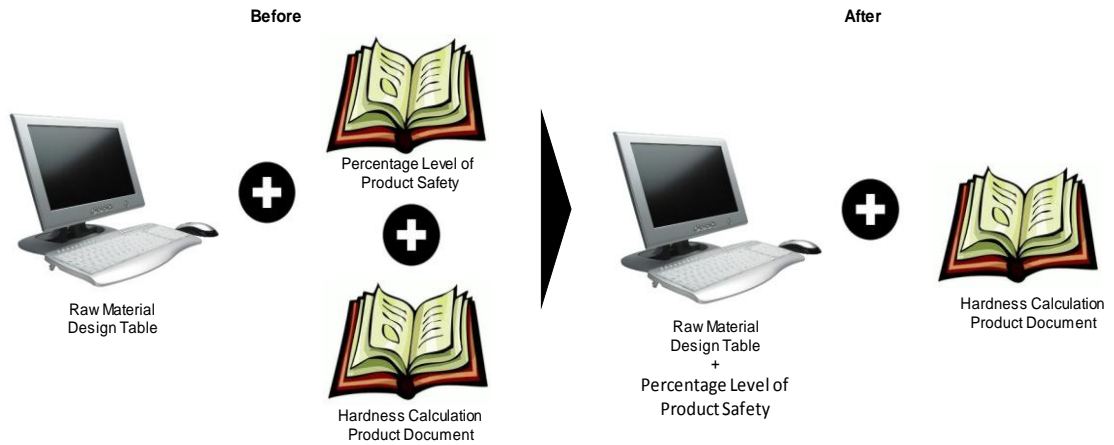 Before
After
Percentage Level of
Product Safety
Raw Material
Design Table
Hardness Calculation
Product Document
Raw Material
Design Table
+
Percentage Level of
Product Safety
Hardness Calculation
Product Document